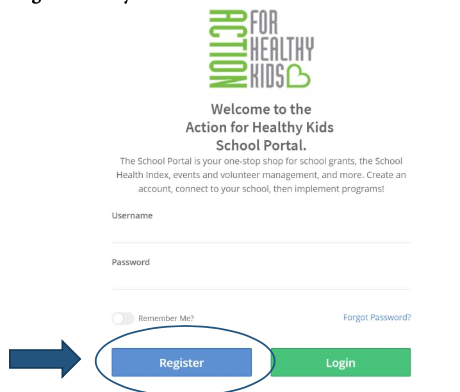 ACTION
FOR
HEALTHY
KIDS
Welcome to the
Action for Healthy Kids
School Portal.
The School Portal is your one-stop shop for school grants, the School
Health Index, events and volunteer management, and more. Create an
account, connect to your school, then implement programs!
Username
Password
Remember Me?
Forgot Password?
Register
Login